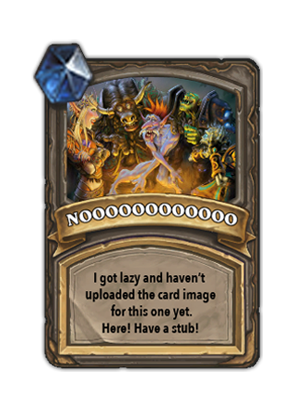 NOOOOOOOOOOOO
I got lazy and haven't
uploaded the card image
for this one yet.
Here! Have a stub!